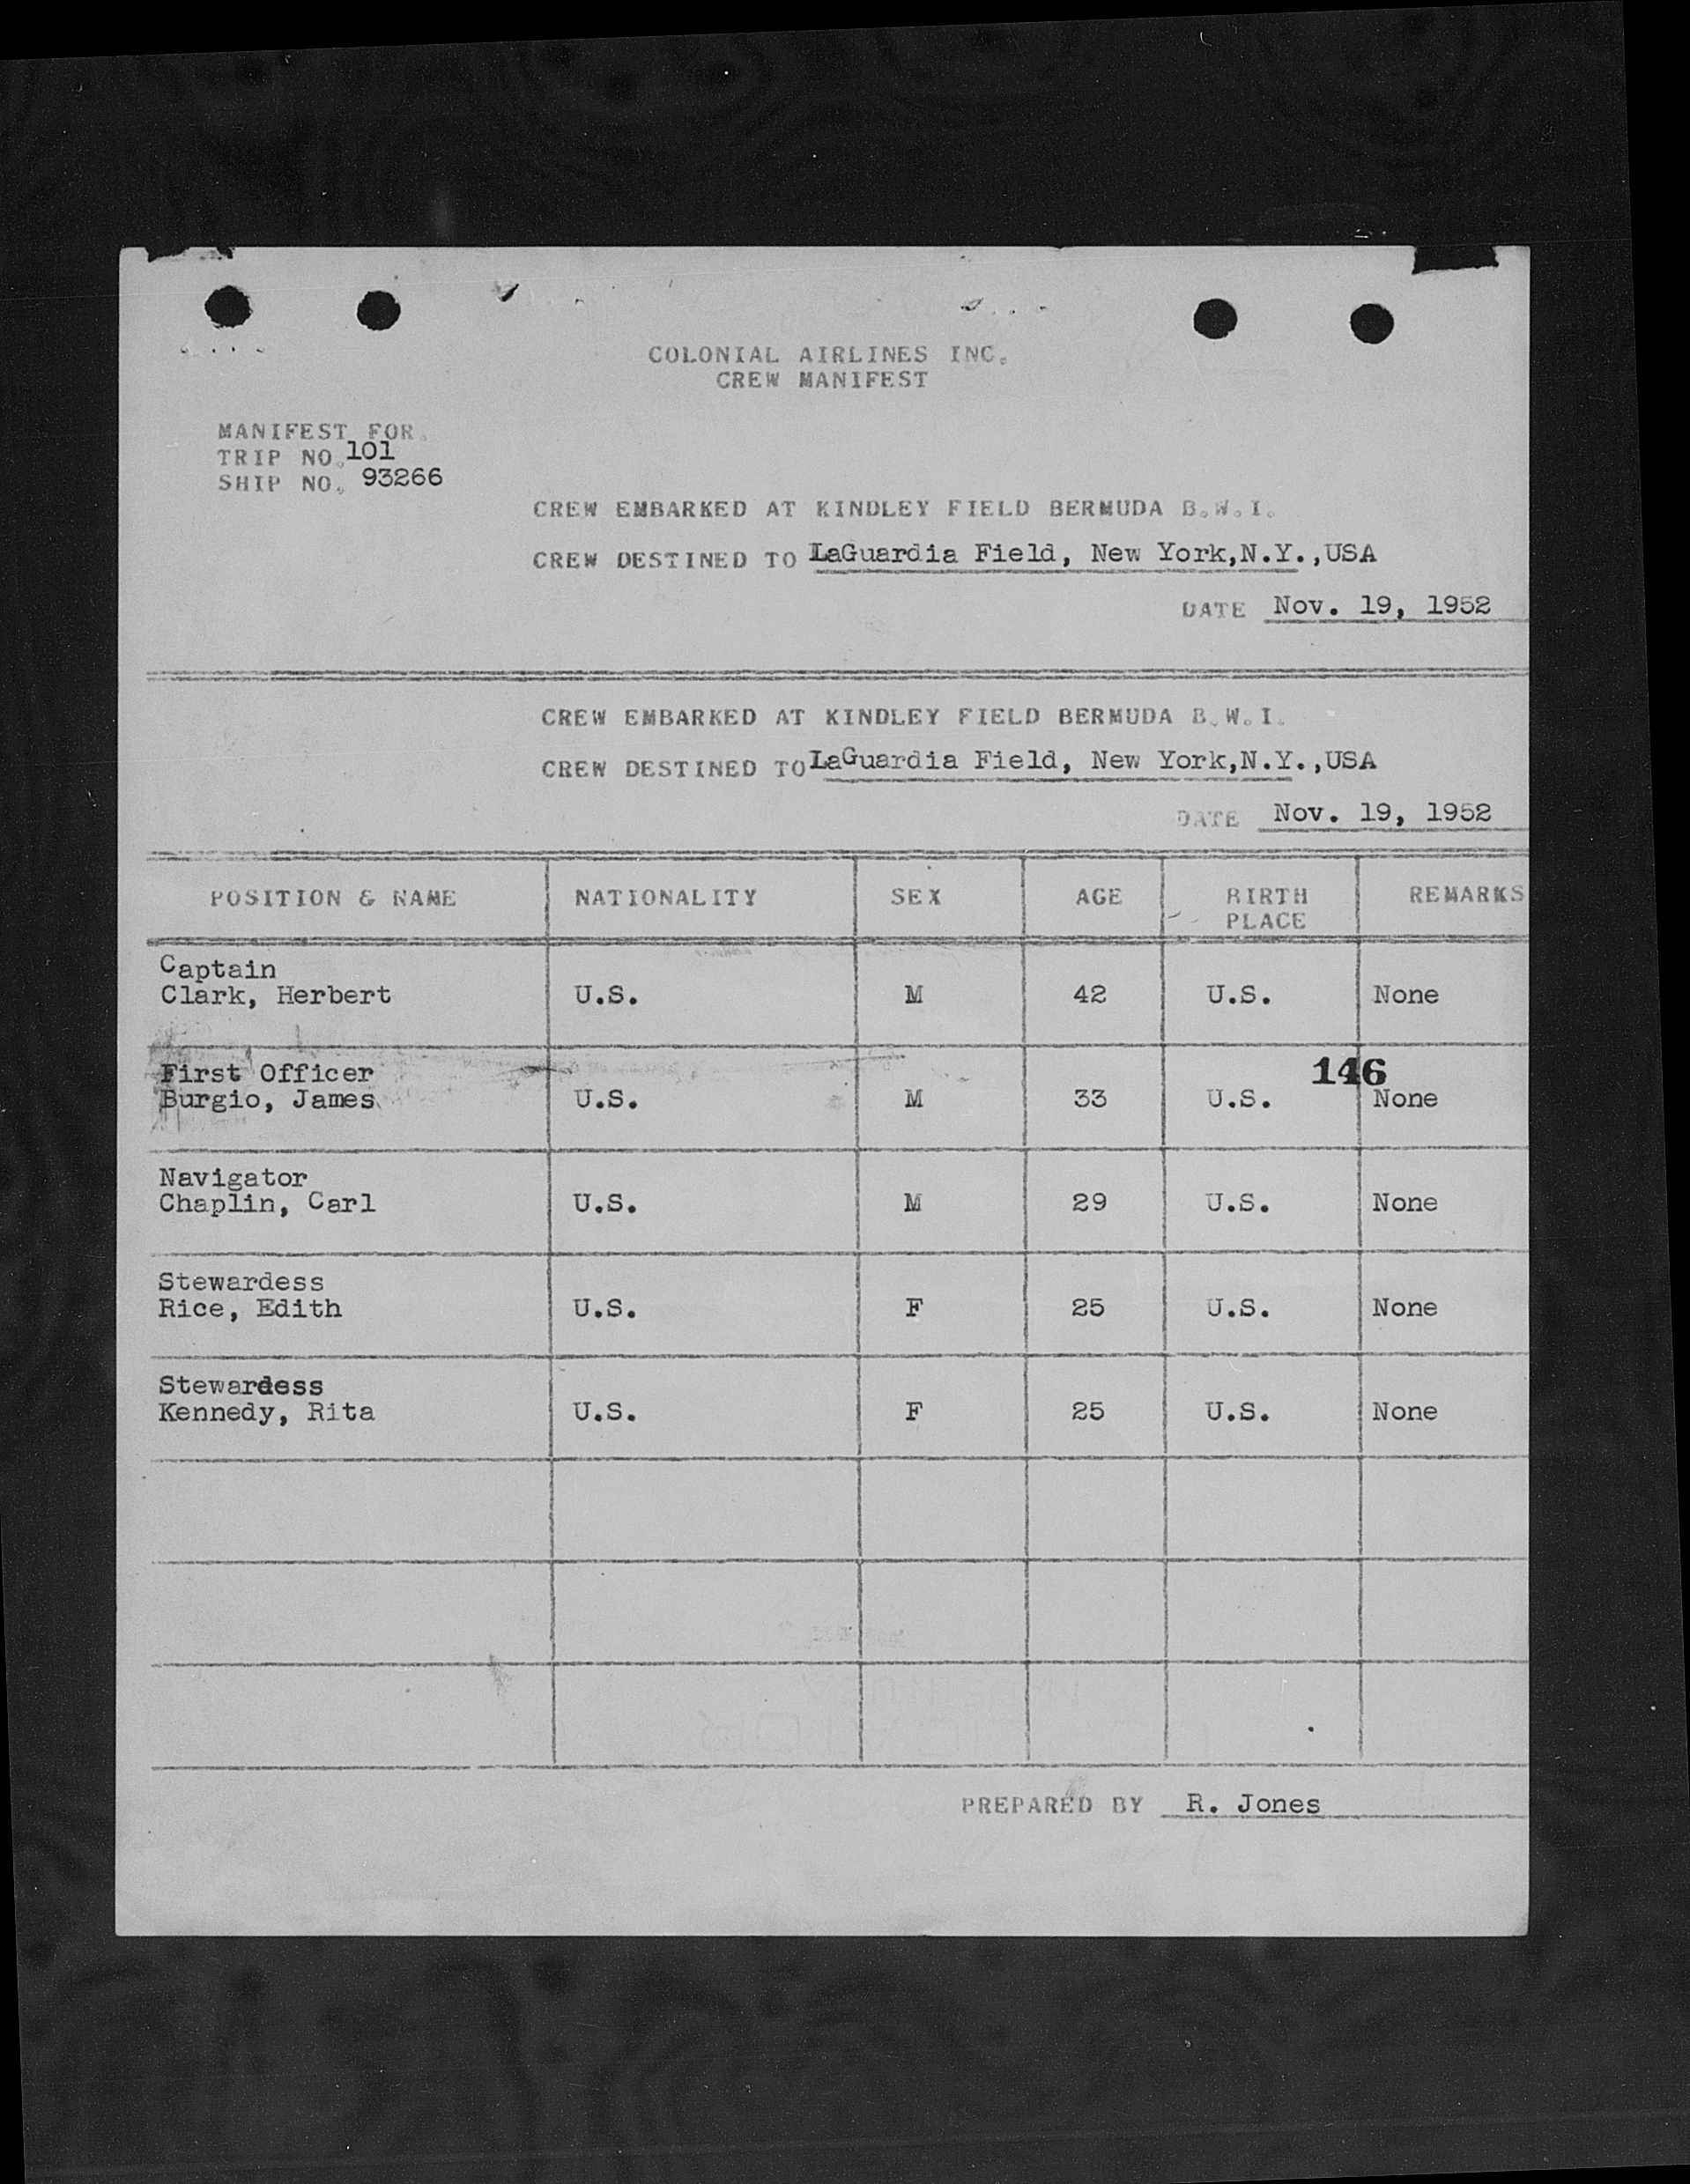 COLONIAL AIRLINES INC.
CREW MANIFEST
MANIFEST FOR.
TRIP NO. 101
SHIP NO. 93266
CREW EMBARKED AT KINDLEY FIELD BERMUDA B.W.I.
CREW DESTINED TO LaGuardia Field, New York,N.Y.,USA
DATE Nov. 19, 1952
CREW EMBARKED AT KINDLEY FIELD BERMUDA B.W.I.
CREW DESTINED TO LaGuardia Field, New York,N.Y.,USA
DATE Nov. 19, 1952
POSITION & NAME NATIONALITY SEX AGE BIRTH PLACE REMARKS
Captain
Clark, Herbert U.S. M 42 U.S. None
First Officer 146
Burgio, James U.S. M 33 U.S. None
Navigator
Chaplin, Carl U.S. M 29 U.S. None
Stewardess
Rice, Edith U.S. F 25 U.S. None
Stewardess
Kennedy, Rita U.S. F 25 U.S. None
PREPARED BY R. Jones